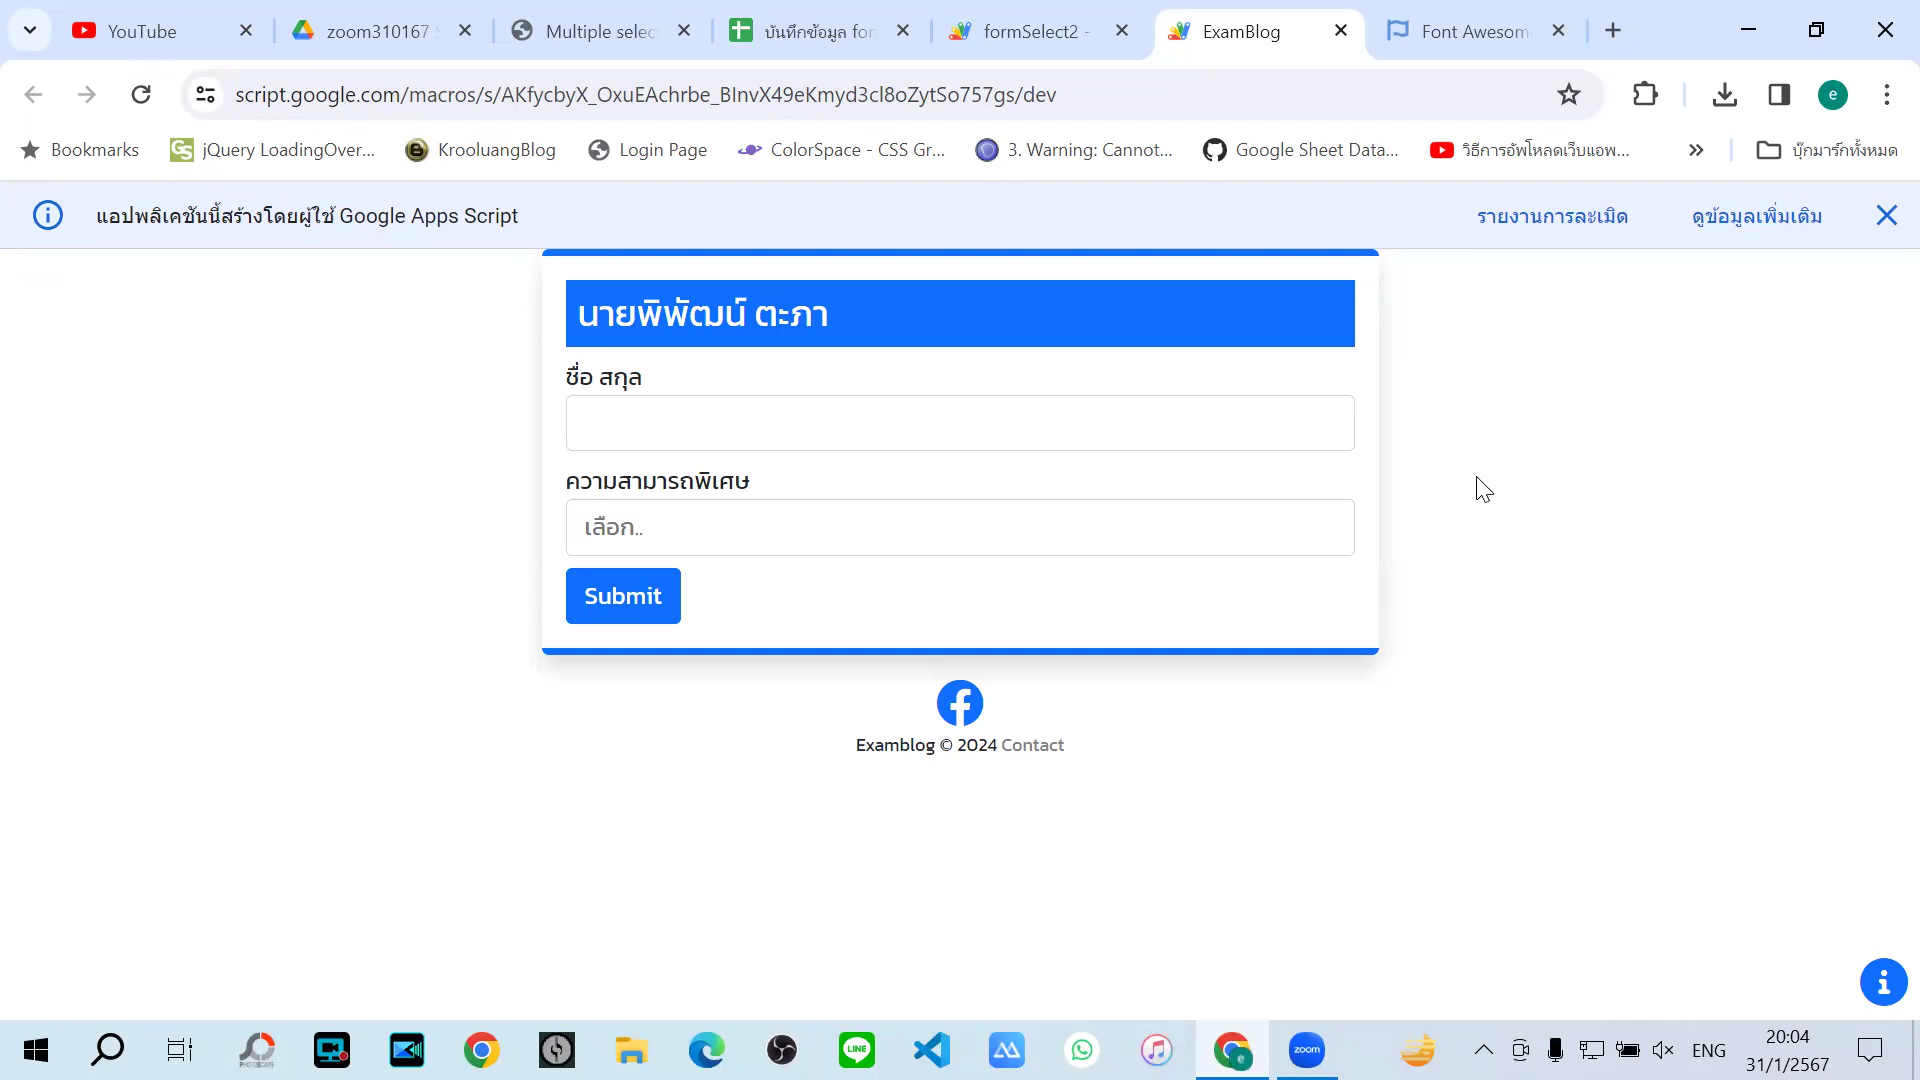 YouTube
zoom310167
Multiple selec
บันทึกข้อมูล for
formSelect2 -
ExamBlog
Font Awesom
script.google.com/macros/s/AKfycbyX_OxuEAchrbe_BInvX49eKmyd3cl8oZytSo757gs/dev
e
Bookmarks
GS jQuery LoadingOver...
KrooluangBlog
Login Page
ColorSpace - CSS Gr...
3. Warning: Cannot...
Google Sheet Data...
วิธีการอัพโหลดเว็บแอพ...
บุ๊กมาร์กทั้งหมด
แอปพลิเคชันนี้สร้างโดยผู้ใช้ Google Apps Script
รายงานการละเมิด
ดูข้อมูลเพิ่มเติม
นายพิพัฒน์ ตะภา
ชื่อ สกุล
ความสามารถพิเศษ
เลือก..
Submit
Examblog © 2024 Contact
PHOTOSCAPE
LINE
e
zoom
ENG
20:04
31/1/2567